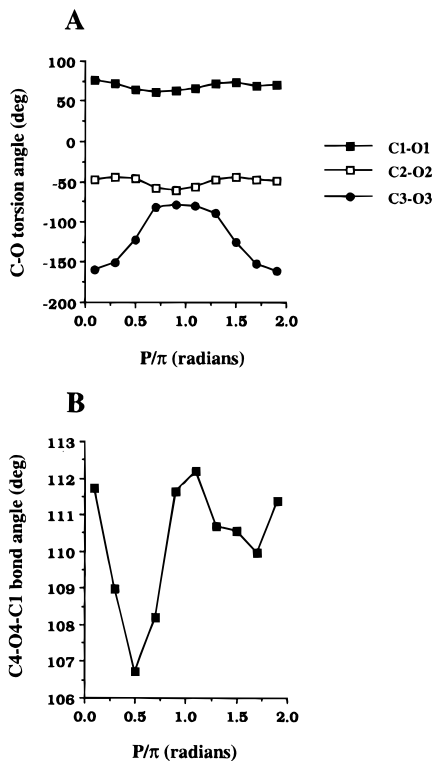 A
C-O torsion angle (deg)
100
50
0
-50
-100
-150
-200
0.0 0.5 1.0 1.5 2.0
P/π (radians)
C1-O1
C2-O2
C3-O3
B
C4-O4-C1 bond angle (deg)
113
112
111
110
109
108
107
106
0.0 0.5 1.0 1.5 2.0
P/π (radians)